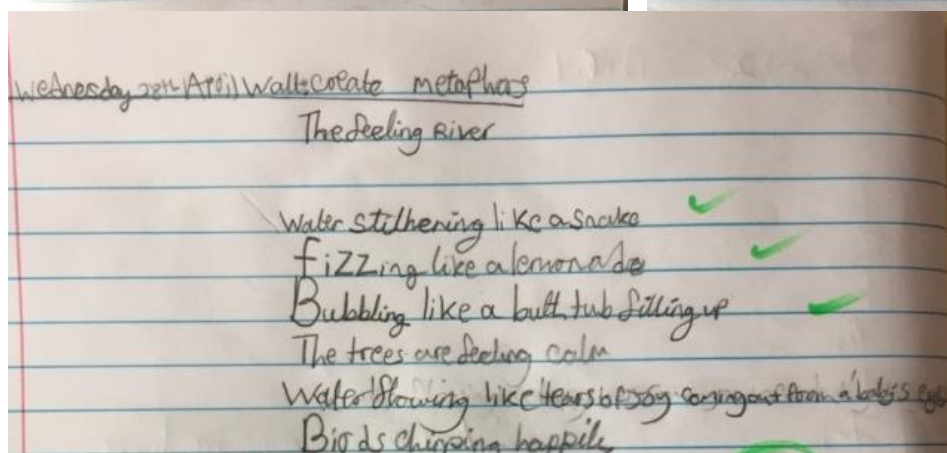 Wednesday 28th April Walt: Create metaphors
The feeling River
Water stilhening like a snake
fizzing like a lemonade
Bubbling like a buth tub filling up
The trees are feeling calm
Water flowing like tears of joy coming out from a baby's eyes
Birds chirping happily